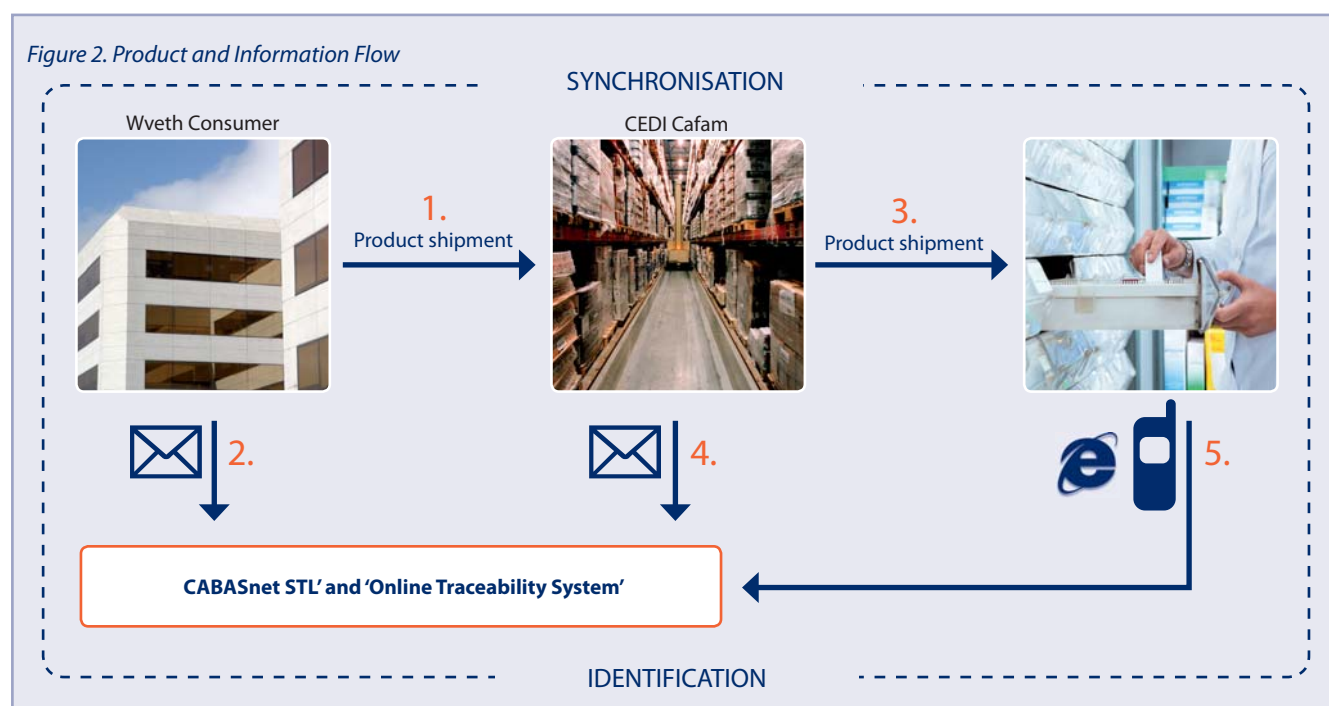 Figure 2. Product and Information Flow
SYNCHRONISATION
Wveth Consumer
CEDI Cafam
1.
Product shipment
3.
Product shipment
2.
4.
5.
CABASnet STL’ and ‘Online Traceability System’
IDENTIFICATION